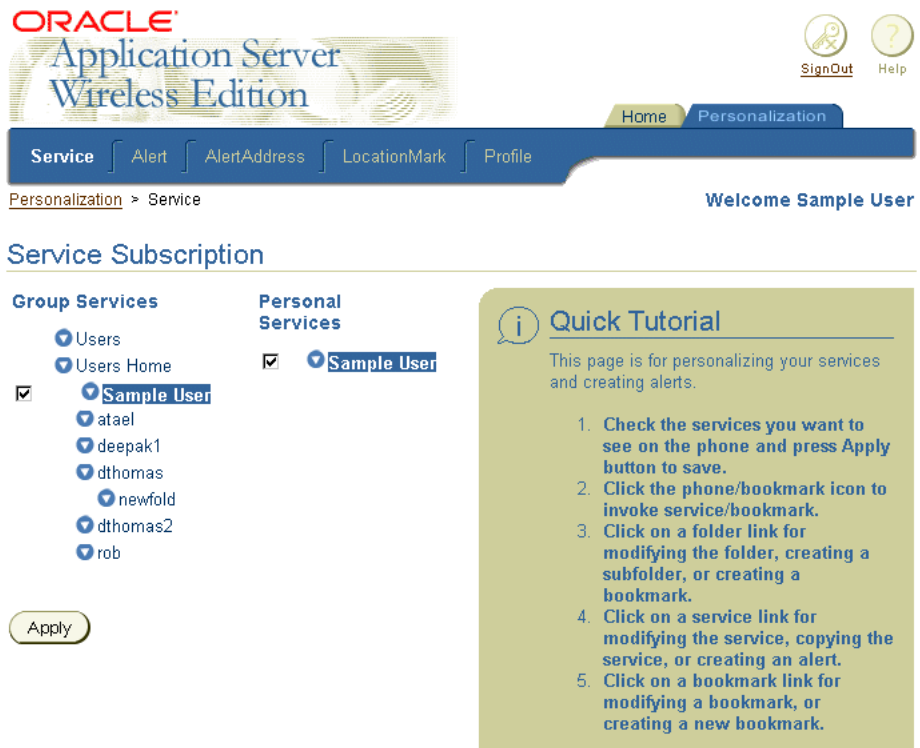 ORACLE
Application Server
Wireless Edition
SignOut
Help
Home
Personalization
Service
Alert
AlertAddress
LocationMark
Profile
Personalization > Service
Welcome Sample User
Service Subscription
Group Services
Users
Users Home
Sample User
atael
deepak1
dthomas
newfold
dthomas2
rob
Apply
Personal
Services
Sample User
i
Quick Tutorial
This page is for personalizing your services
and creating alerts.
1. Check the services you want to
see on the phone and press Apply
button to save.
2. Click the phone/bookmark icon to
invoke service/bookmark.
3. Click on a folder link for
modifying the folder, creating a
subfolder, or creating a
bookmark.
4. Click on a service link for
modifying the service, copying the
service, or creating an alert.
5. Click on a bookmark link for
modifying a bookmark, or
creating a new bookmark.